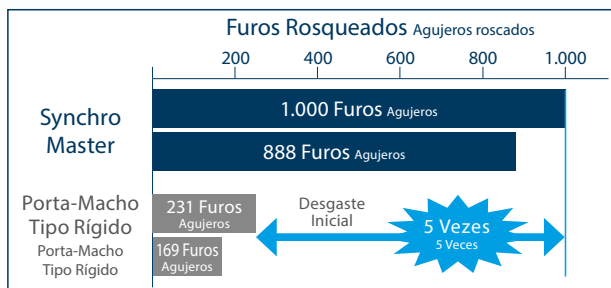 Furos Rosqueados Agujeros roscados
200 400 600 800 1.000
Synchro
Master
1.000 Furos Agujeros
888 Furos Agujeros
Porta-Macho
Tipo Rígido
Porta-Macho
Tipo Rígido
231 Furos
Agujeros
169 Furos
Agujeros
Desgaste
Inicial
5 Vezes
5 Veces